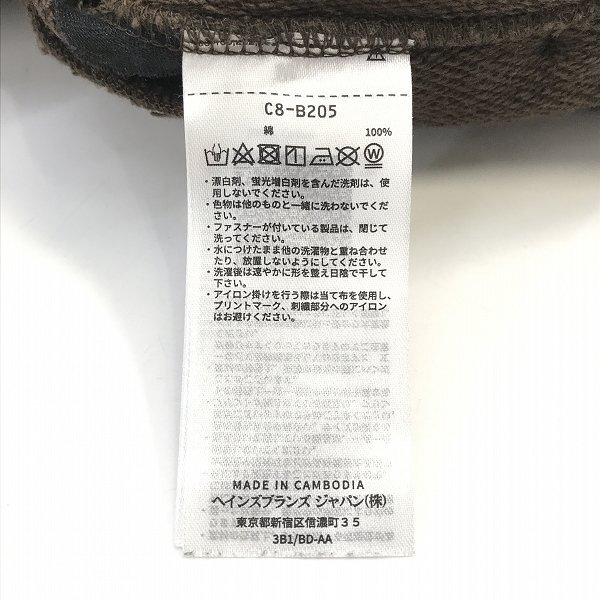 C8-B205
綿 100%
・漂白剤、蛍光増白剤を含んだ洗剤は、使
用しないでください。
・色物は他のものと一緒に洗わないでくだ
さい。
・ファスナーが付いている製品は、閉じて
洗ってください。
・水につけたまま他の洗濯物と重ね合わせ
たり、放置しないようにしてください。
・洗濯後は速やかに形を整え日陰で干して
下さい。
・アイロン掛けを行う際は当て布を使用し、
プリントマーク、刺繍部分へのアイロン
はお避けください。
MADE IN CAMBODIA
ヘインズブランズ ジャパン(株)
東京都新宿区信濃町35
3B1/BD-AA